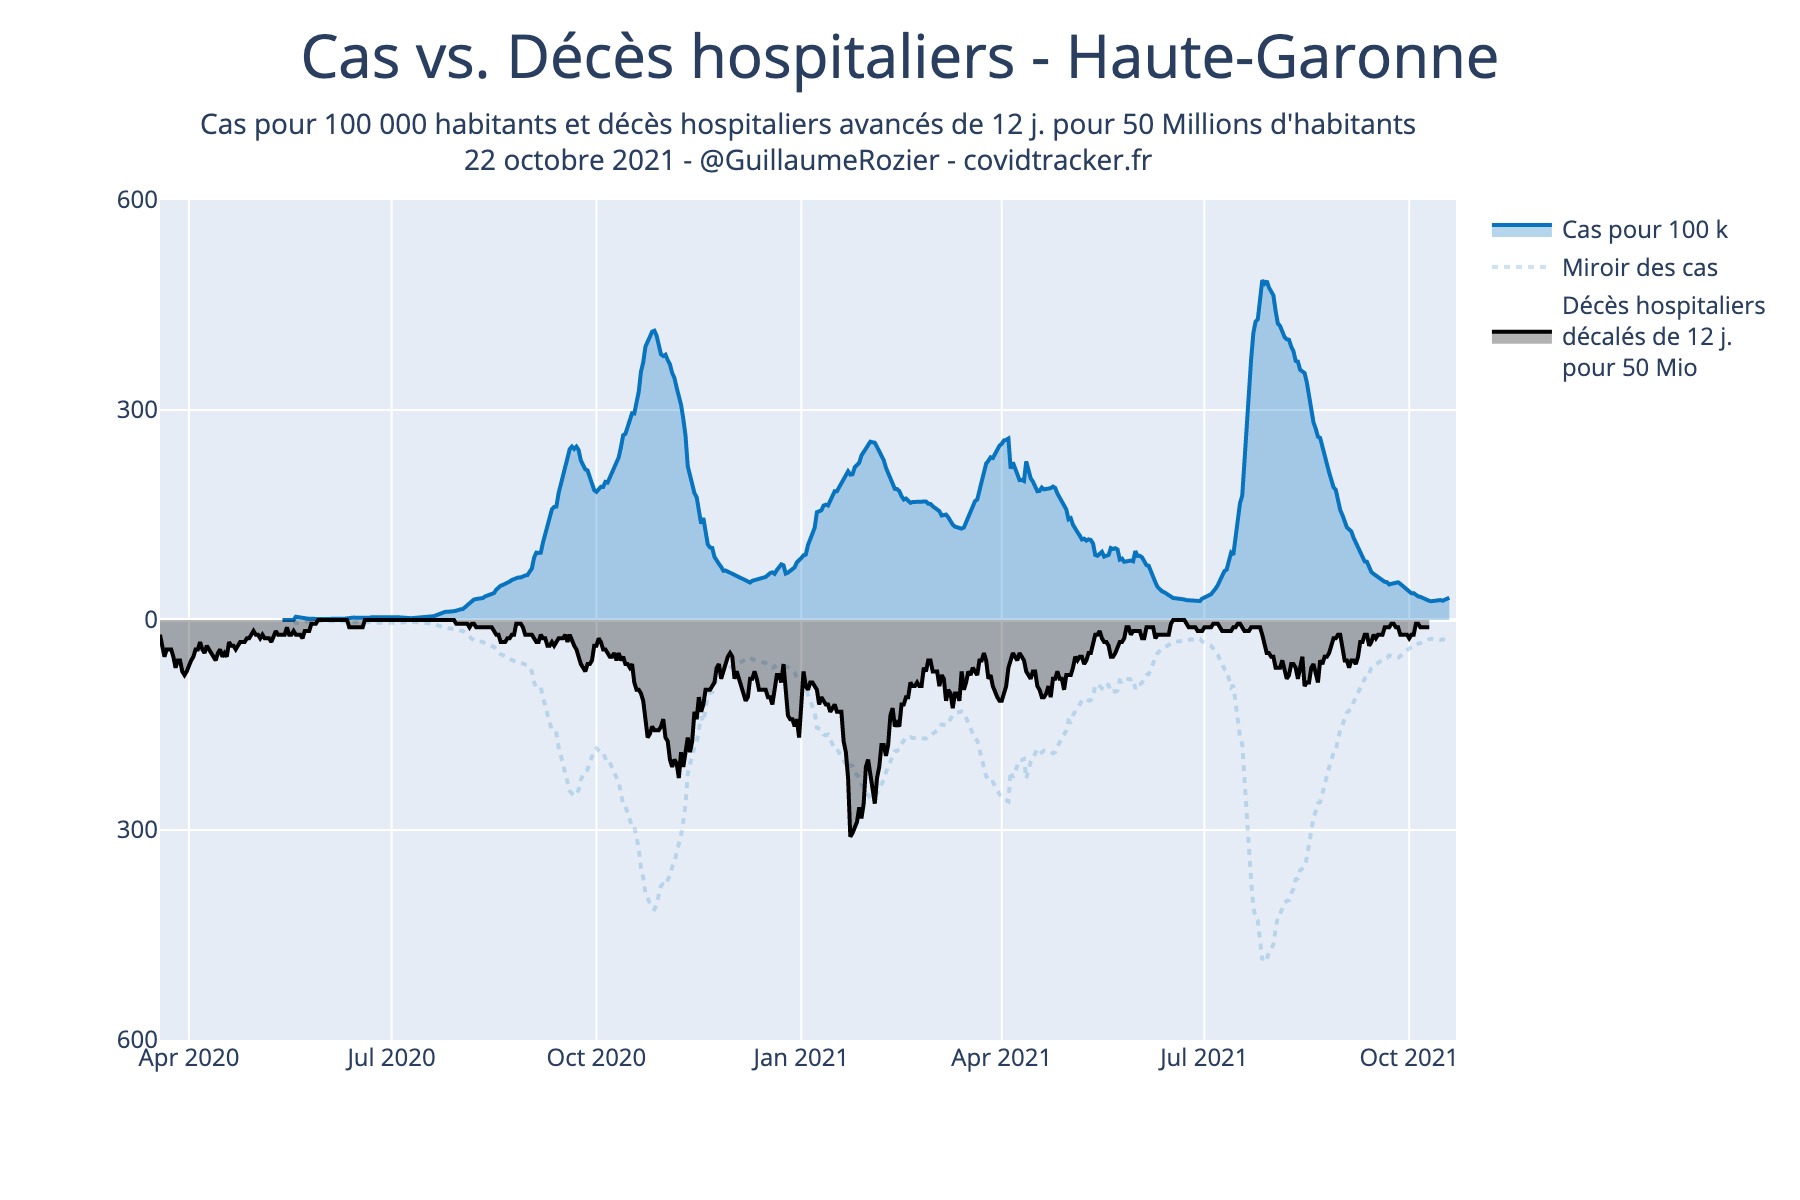 Cas vs. Décès hospitaliers - Haute-Garonne
Cas pour 100 000 habitants et décès hospitaliers avancés de 12 j. pour 50 Millions d'habitants
22 octobre 2021 - @GuillaumeRozier - covidtracker.fr
600
300
0
300
600
Apr 2020
Jul 2020
Oct 2020
Jan 2021
Apr 2021
Jul 2021
Oct 2021
Cas pour 100 k
Miroir des cas
Décès hospitaliers
décalés de 12 j.
pour 50 Mio